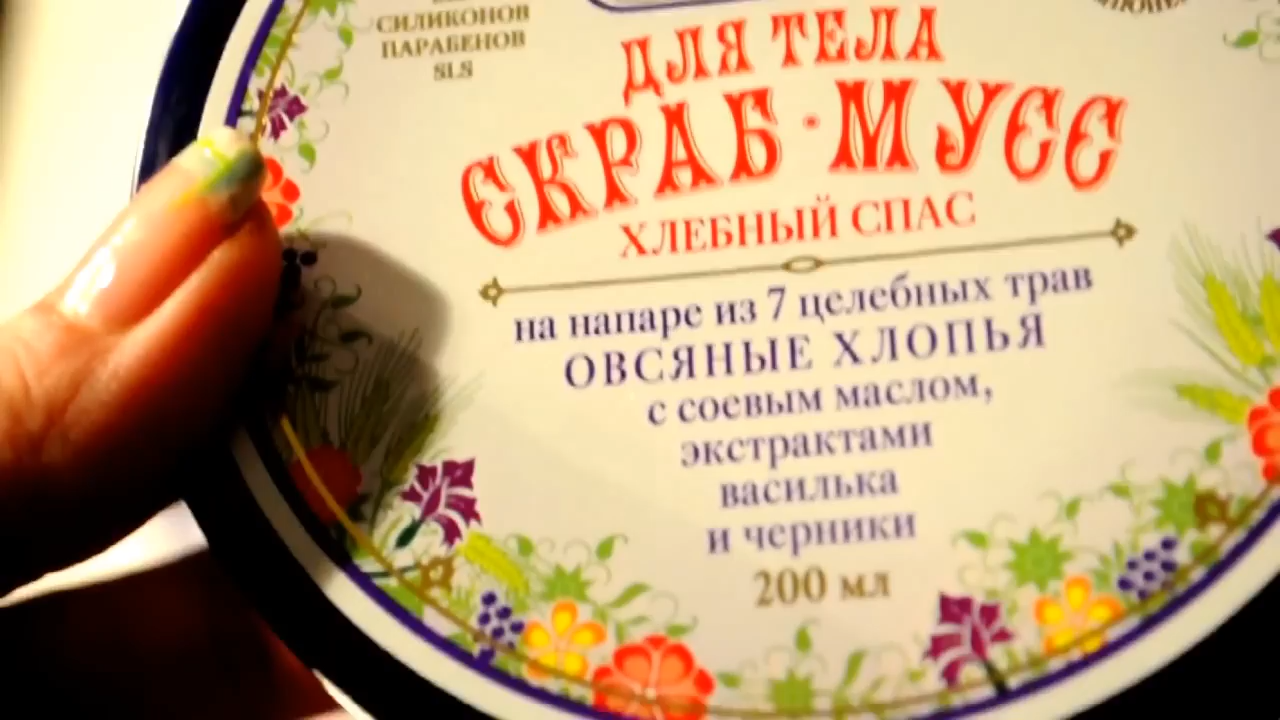 СИЛИКОНОВ
ПАРАБЕНОВ
SLS
ДЛЯ ТЕЛА
СКРАБ·МУСС
ХЛЕБНЫЙ СПАС
на напаре из 7 целебных трав
ОВСЯНЫЕ ХЛОПЬЯ
с соевым маслом,
экстрактами
василька
и черники
200 мл